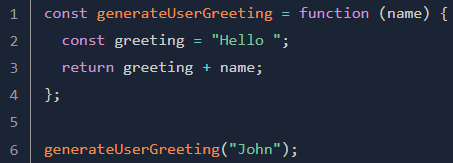 1 const generateUserGreeting = function (name) {
2   const greeting = "Hello ";
3   return greeting + name;
4 };
5
6 generateUserGreeting("John");